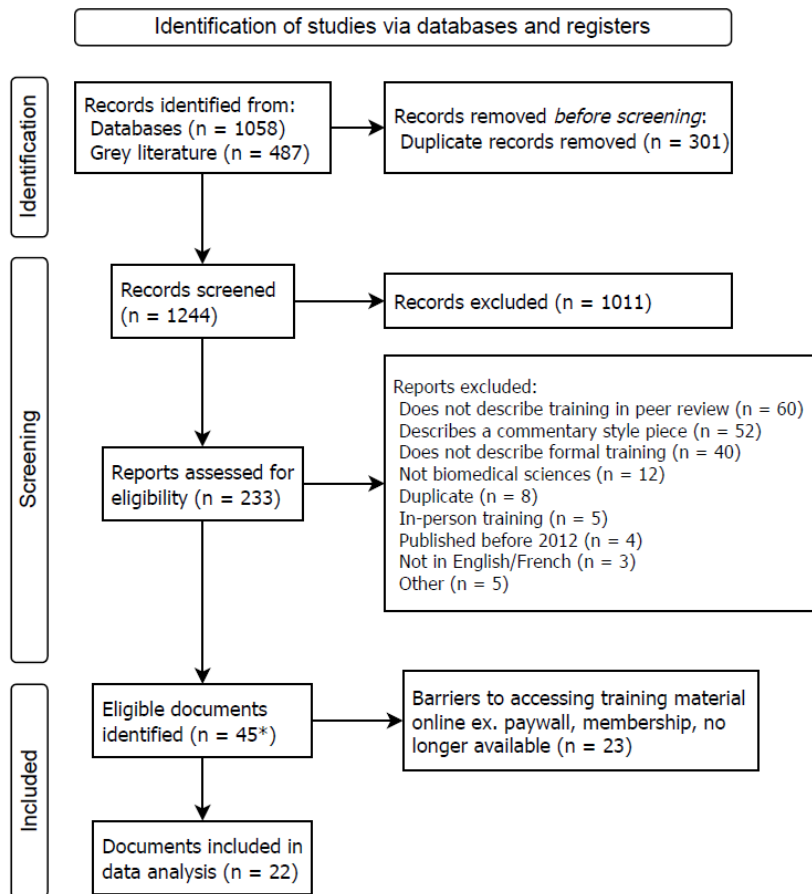 Identification of studies via databases and registers
Identification
Records identified from:
Databases (n = 1058)
Grey literature (n = 487)
Records removed before screening:
Duplicate records removed (n = 301)
Screening
Records screened
(n = 1244)
Records excluded (n = 1011)
Reports assessed for
eligibility (n = 233)
Reports excluded:
Does not describe training in peer review (n = 60)
Describes a commentary style piece (n = 52)
Does not describe formal training (n = 40)
Not biomedical sciences (n = 12)
Duplicate (n = 8)
In-person training (n = 5)
Published before 2012 (n = 4)
Not in English/French (n = 3)
Other (n = 5)
Included
Eligible documents
identified (n = 45*)
Barriers to accessing training material
online ex. paywall, membership, no
longer available (n = 23)
Documents included in
data analysis (n = 22)